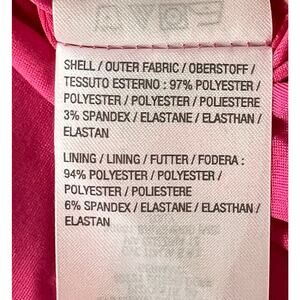 SHELL / OUTER FABRIC / OBERSTOFF /
TESSUTO ESTERNO : 97% POLYESTER /
POLYESTER / POLYESTER / POLIESTERE
3% SPANDEX / ELASTANE / ELASTHAN /
ELASTAN
LINING / LINING / FUTTER / FODERA :
94% POLYESTER / POLYESTER /
POLYESTER / POLIESTERE
6% SPANDEX / ELASTANE / ELASTHAN /
ELASTAN